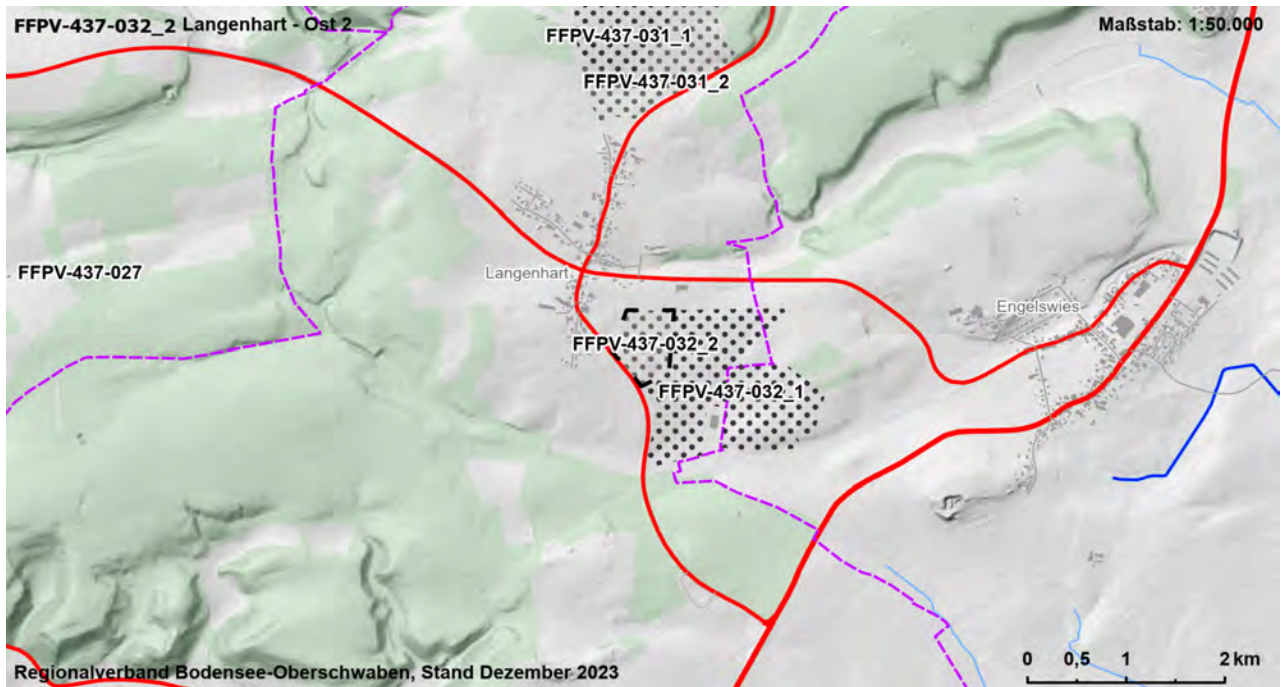 FFPV-437-032_2 Langenhart - Ost 2
Maßstab: 1:50.000
FFPV-437-031_1
FFPV-437-031_2
FFPV-437-027
Langenhart
Engelswies
FFPV-437-032_2
FFPV-437-032_1
0 0,5 1 2 km
Regionalverband Bodensee-Oberschwaben, Stand Dezember 2023